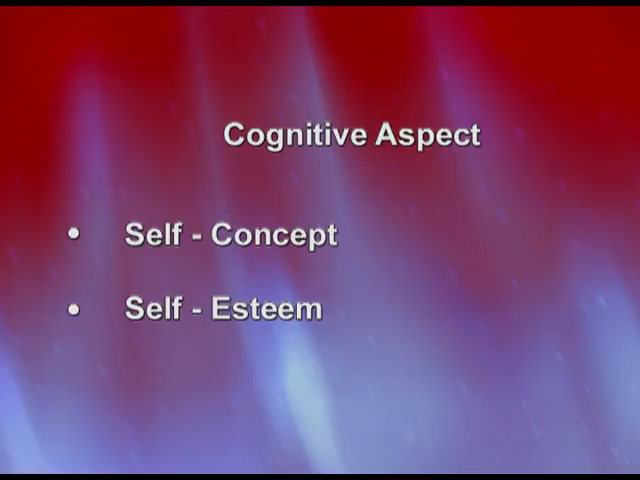 Cognitive Aspect
• Self - Concept
• Self - Esteem